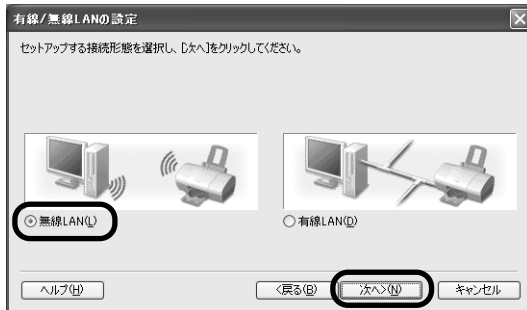 有線/無線LANの設定
セットアップする接続形態を選択し、[次へ]をクリックしてください。
無線LAN(L)
有線LAN(D)
ヘルプ(H)
<戻る(B)
次へ>(N)
キャンセル